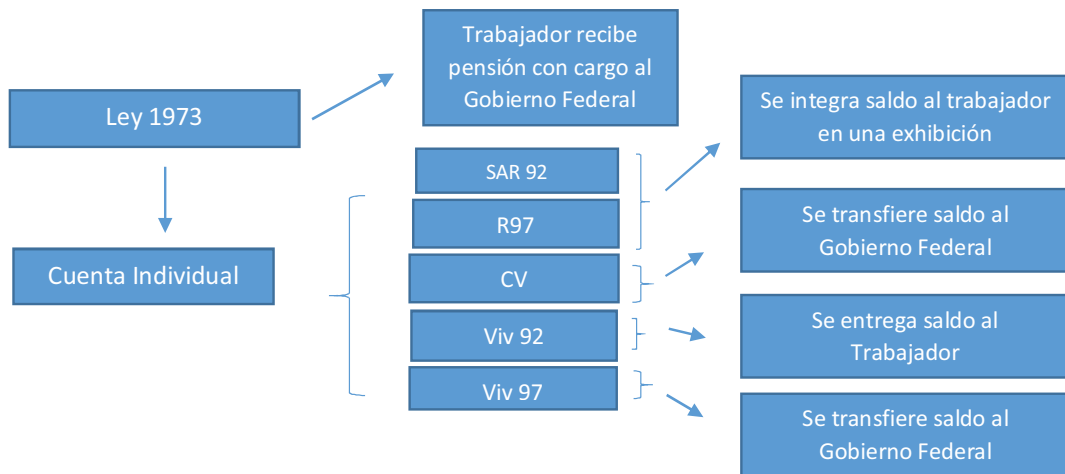 Trabajador recibe
pensión con cargo al
Gobierno Federal
Ley 1973
Se integra saldo al trabajador
en una exhibición
SAR 92
R97
Se transfiere saldo al
Gobierno Federal
Cuenta Individual
CV
Viv 92
Se entrega saldo al
Trabajador
Viv 97
Se transfiere saldo al
Gobierno Federal